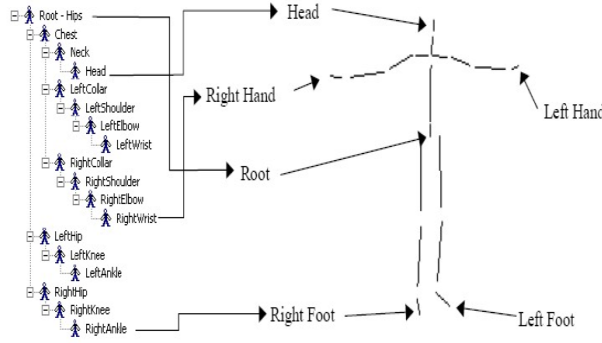 Root - Hips
Chest
Neck
Head
LeftCollar
LeftShoulder
LeftElbow
LeftWrist
RightCollar
RightShoulder
RightElbow
RightWrist
LeftHip
LeftKnee
LeftAnkle
RightHip
RightKnee
RightAnkle
Head
Right Hand
Left Hand
Root
Right Foot
Left Foot